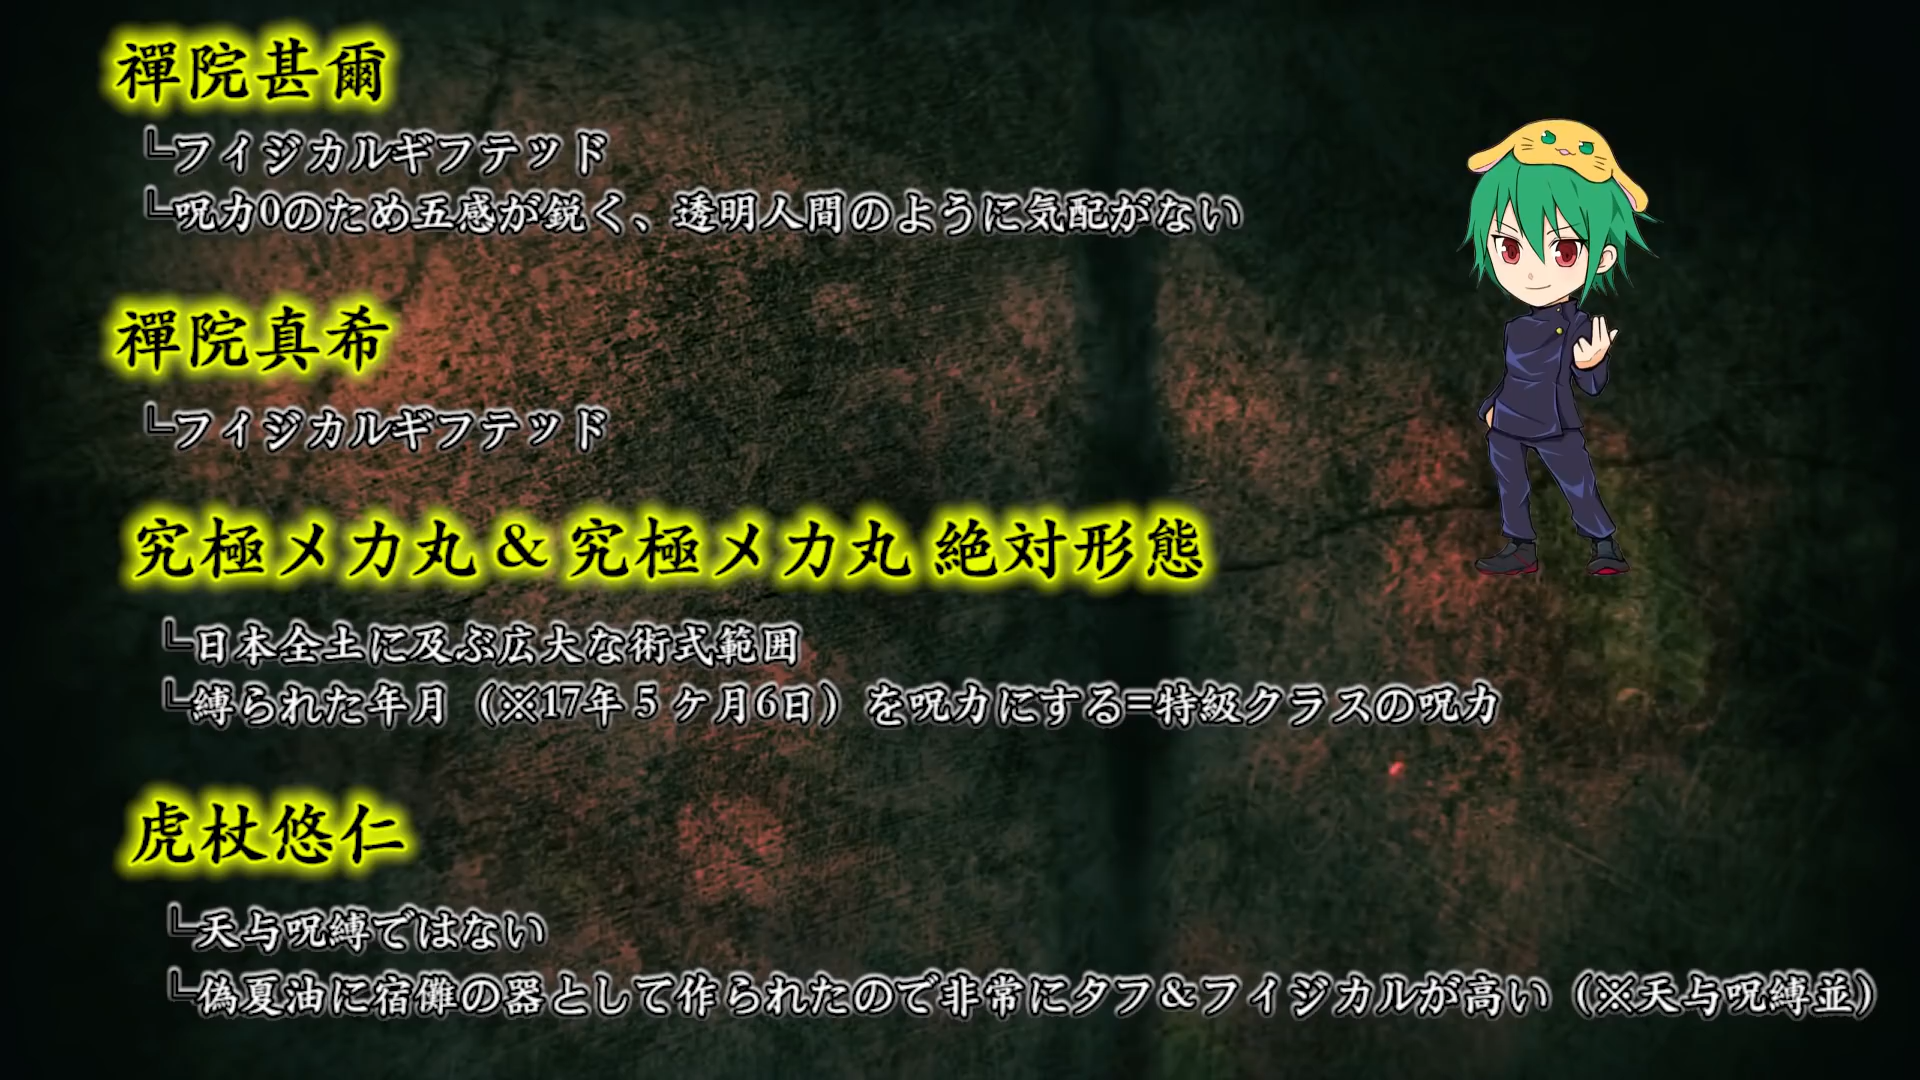 禪院甚爾
└フィジカルギフテッド
└呪力0のため五感が鋭く、透明人間のように気配がない
禪院真希
└フィジカルギフテッド
究極メカ丸＆究極メカ丸 絶対形態
└日本全土に及ぶ広大な術式範囲
└縛られた年月（※17年５ヶ月6日）を呪力にする=特級クラスの呪力
虎杖悠仁
└天与呪縛ではない
└偽夏油に宿儺の器として作られたので非常にタフ＆フィジカルが高い（※天与呪縛並）